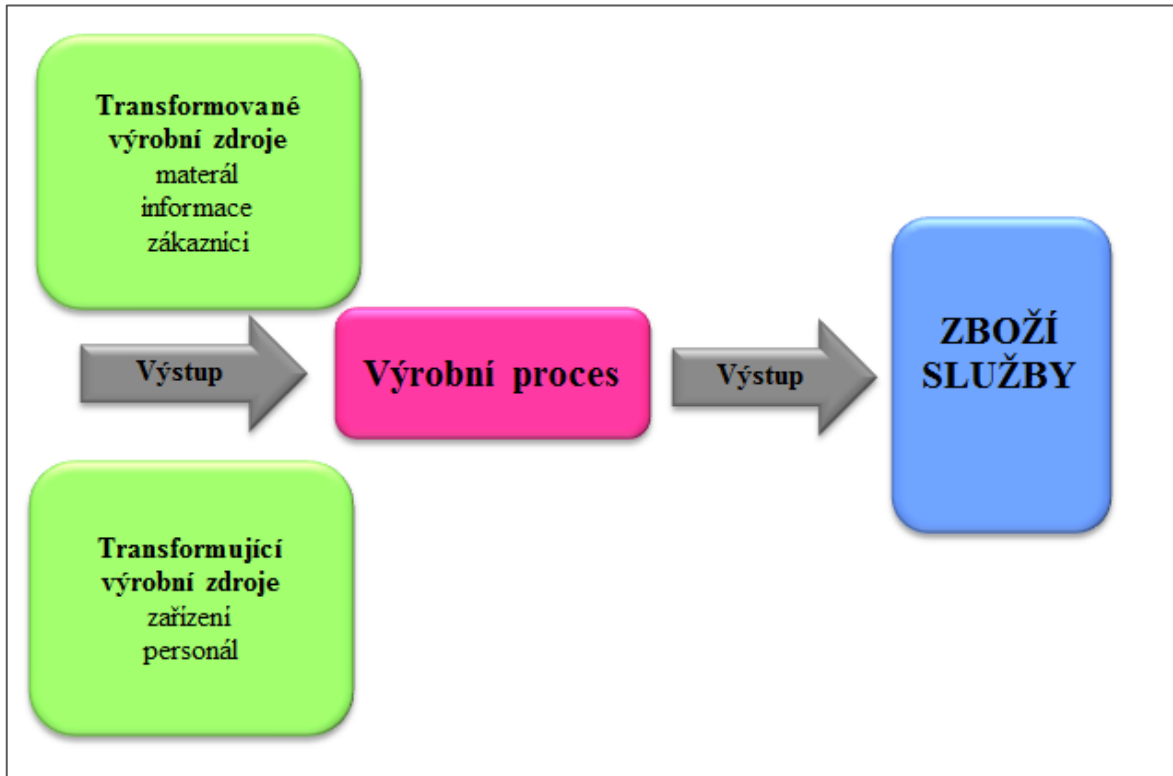 Transformované
výrobní zdroje
materál
informace
zákazníci
Výstup
Výrobní proces
Výstup
ZBOŽÍ
SLUŽBY
Transformující
výrobní zdroje
zařízení
personál